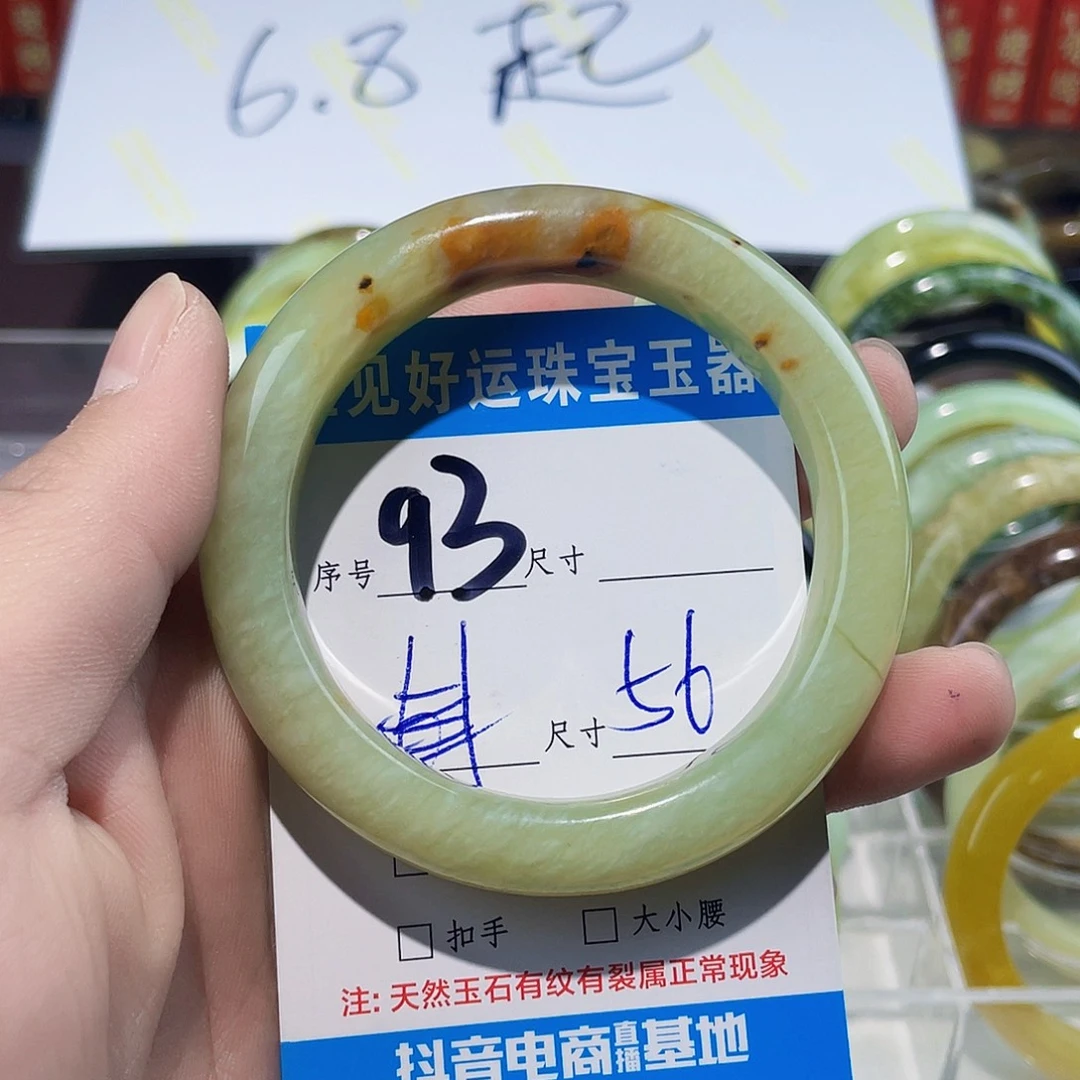 6.8 起
见好运珠宝玉器
序号 93 尺寸
尺寸 56
扣手 大小腰
注: 天然玉石有纹有裂属正常现象
抖音电商直播基地